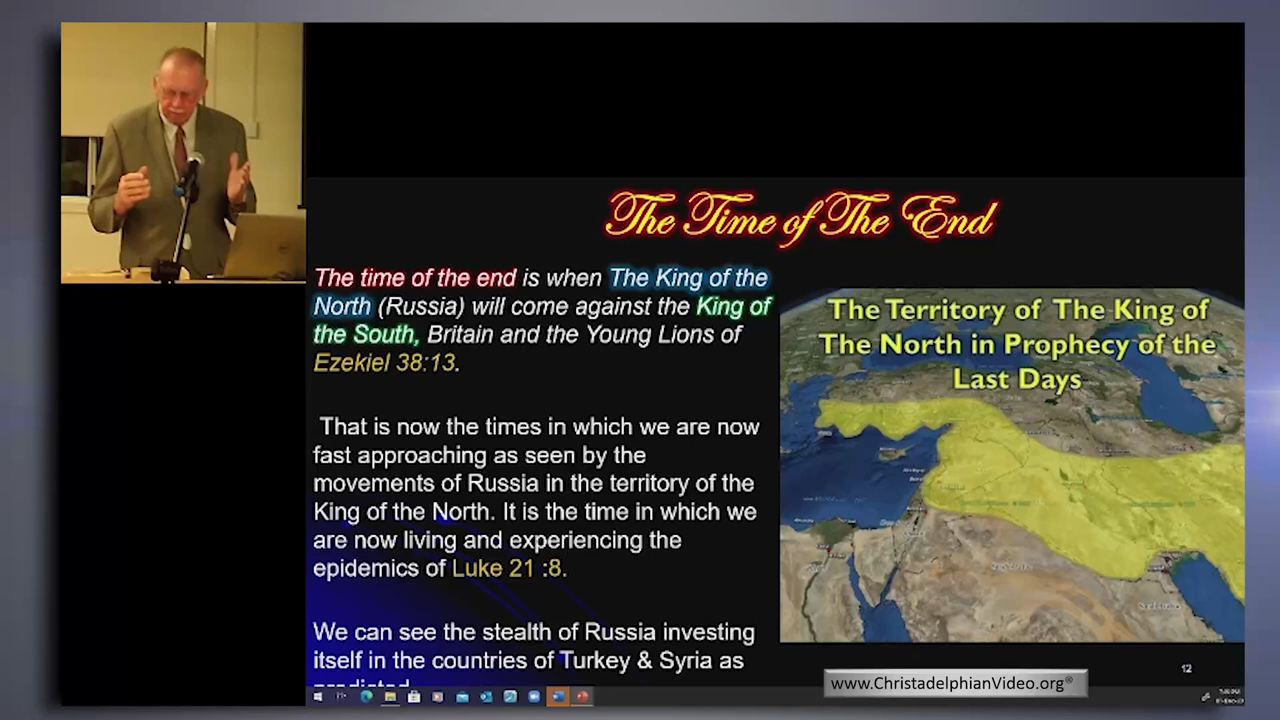 The Time of The End
The time of the end is when The King of the
North (Russia) will come against the King of
the South, Britain and the Young Lions of
Ezekiel 38:13.
That is now the times in which we are now
fast approaching as seen by the
movements of Russia in the territory of the
King of the North. It is the time in which we
are now living and experiencing the
epidemics of Luke 21 :8.
We can see the stealth of Russia investing
itself in the countries of Turkey & Syria as
predicted
The Territory of The King of
The North in Prophecy of the
Last Days
12
www.ChristadelphianVideo.org®